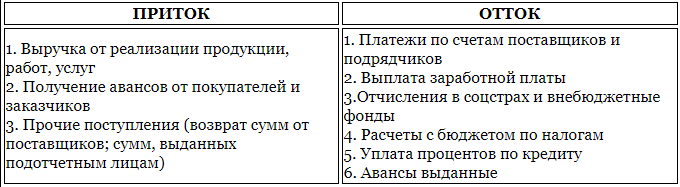 ПРИТОК
ОТТОК
1. Выручка от реализации продукции,
работ, услуг
2. Получение авансов от покупателей и
заказчиков
3. Прочие поступления (возврат сумм от
поставщиков; сумм, выданных
подотчетным лицам)
1. Платежи по счетам поставщиков и
подрядчиков
2. Выплата заработной платы
3.Отчисления в соцстрах и внебюджетные
фонды
4. Расчеты с бюджетом по налогам
5. Уплата процентов по кредиту
6. Авансы выданные